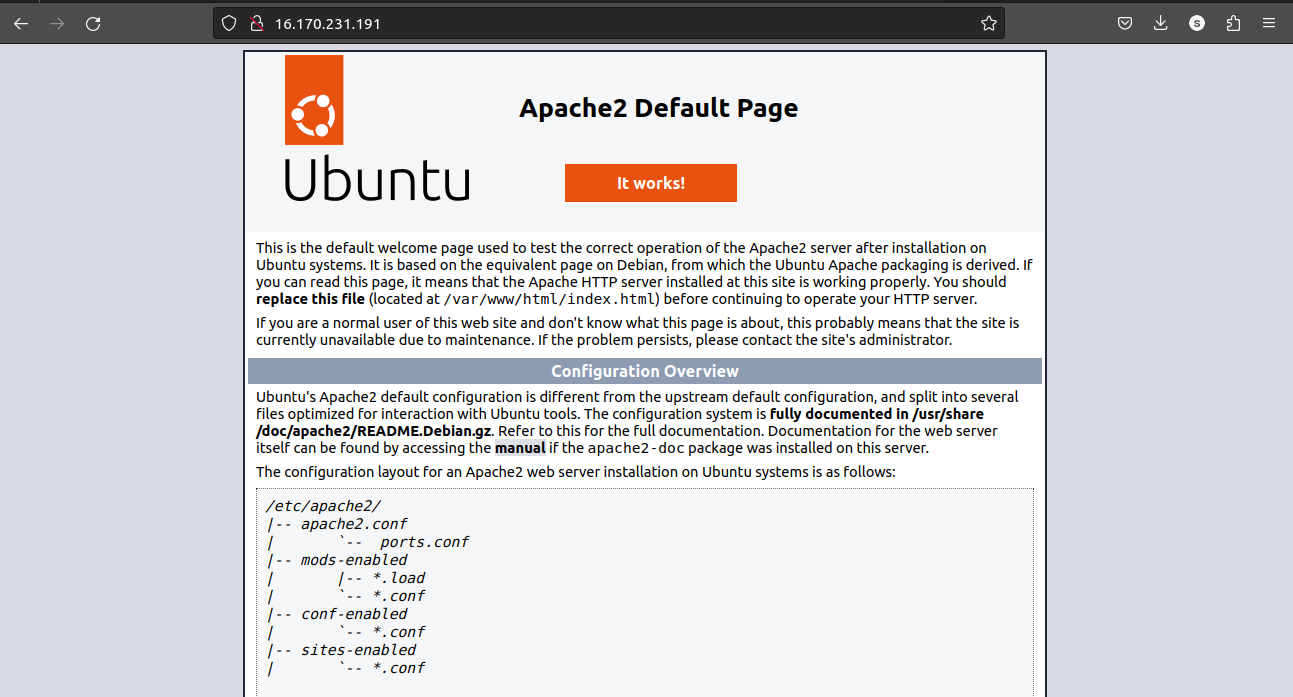 16.170.231.191
S
Apache2 Default Page
Ubuntu
It works!
This is the default welcome page used to test the correct operation of the Apache2 server after installation on
Ubuntu systems. It is based on the equivalent page on Debian, from which the Ubuntu Apache packaging is derived. If
you can read this page, it means that the Apache HTTP server installed at this site is working properly. You should
replace this file (located at /var/www/html/index.html) before continuing to operate your HTTP server.
If you are a normal user of this web site and don't know what this page is about, this probably means that the site is
currently unavailable due to maintenance. If the problem persists, please contact the site's administrator.
Configuration Overview
Ubuntu's Apache2 default configuration is different from the upstream default configuration, and split into several
files optimized for interaction with Ubuntu tools. The configuration system is fully documented in /usr/share
/doc/apache2/README.Debian.gz. Refer to this for the full documentation. Documentation for the web server
itself can be found by accessing the manual if the apache2-doc package was installed on this server.
The configuration layout for an Apache2 web server installation on Ubuntu systems is as follows:
/etc/apache2/
|-- apache2.conf
|       `--  ports.conf
|-- mods-enabled
|       |-- *.load
|       `-- *.conf
|-- conf-enabled
|       `-- *.conf
|-- sites-enabled
|       `-- *.conf